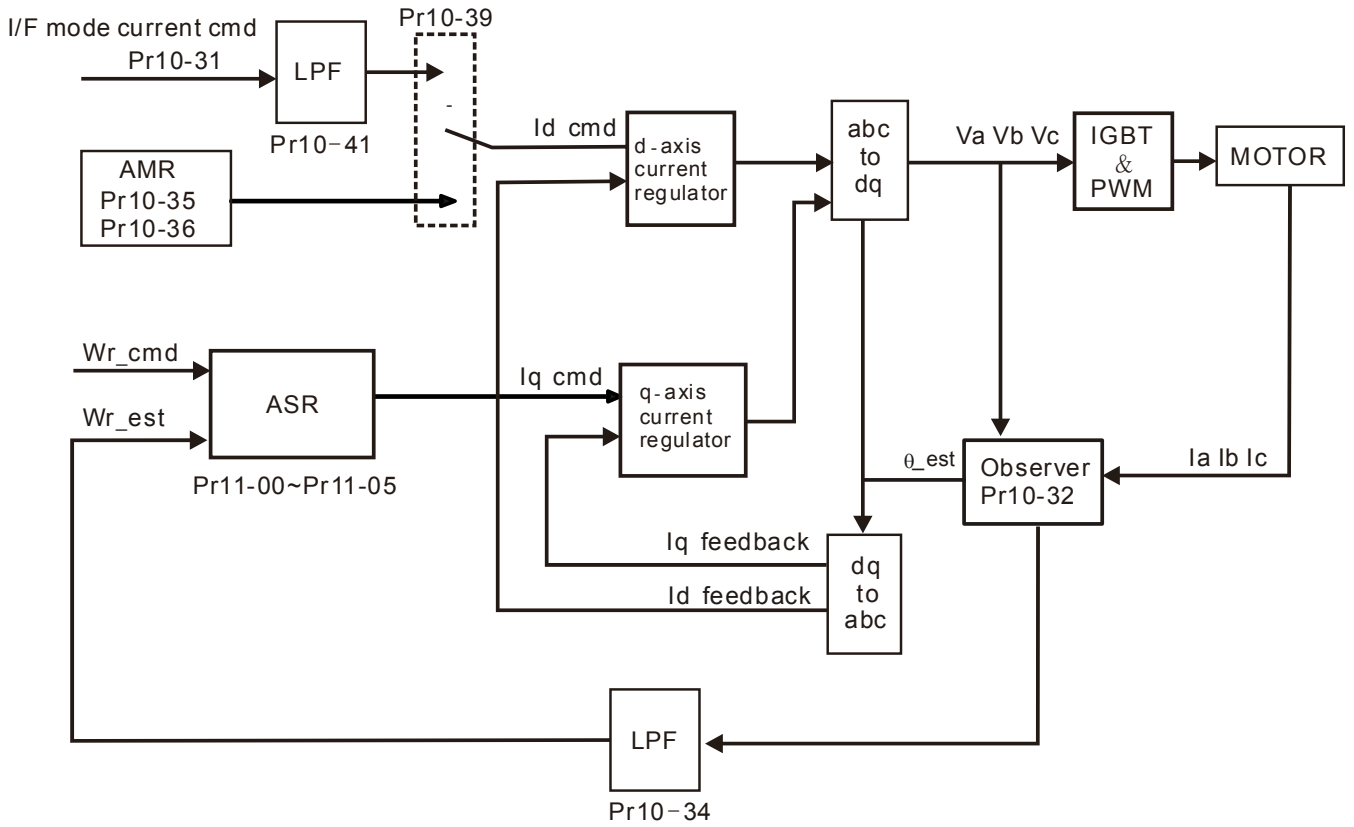 I/F mode current cmd
Pr10-31
LPF
Pr10-41
Pr10-39
-
AMR
Pr10-35
Pr10-36
Id cmd
d-axis
current
regulator
abc
to
dq
Va Vb Vc
IGBT
&
PWM
MOTOR
Wr_cmd
Wr_est
ASR
Pr11-00~Pr11-05
Iq cmd
q-axis
current
regulator
θ_est
Observer
Pr10-32
Ia Ib Ic
Iq feedback
Id feedback
dq
to
abc
LPF
Pr10-34